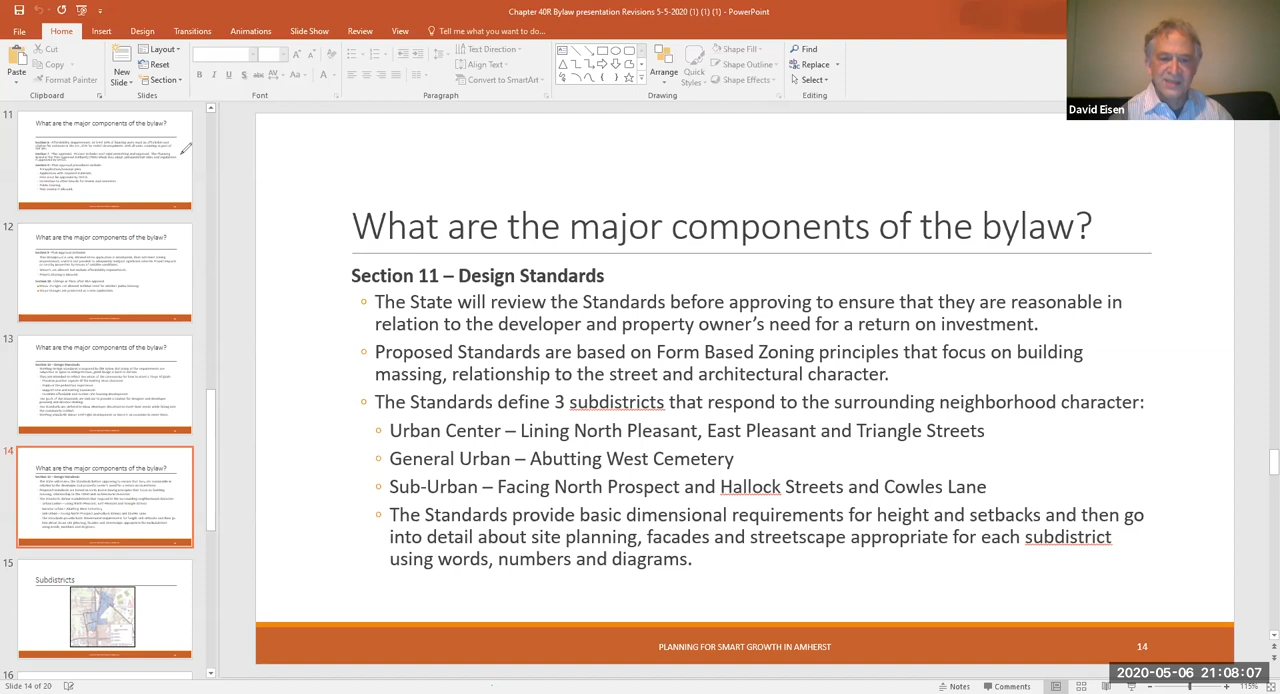 Chapter 40R Bylaw presentation Revisions 5-5-2020 (1) (1) (1) - PowerPoint
File Home Insert Design Transitions Animations Slide Show Review View Tell me what you want to do...
Paste
Cut
Copy
Format Painter
Clipboard
New
Slide
Layout
Reset
Section
Slides
B I U S abc AV Aa A
Font
Text Direction
Align Text
Convert to SmartArt
Paragraph
Arrange
Quick
Styles
Shape Fill
Shape Outline
Shape Effects
Drawing
Find
Replace
Select
Editing
David Eisen
11
What are the major components of the bylaw?
12
What are the major components of the bylaw?
13
What are the major components of the bylaw?
14
What are the major components of the bylaw?
15
Subdistricts
16
What are the major components of the bylaw?
Section 11 – Design Standards
The State will review the Standards before approving to ensure that they are reasonable in
relation to the developer and property owner's need for a return on investment.
Proposed Standards are based on Form Based Zoning principles that focus on building
massing, relationship to the street and architectural character.
The Standards define 3 subdistricts that respond to the surrounding neighborhood character:
Urban Center – Lining North Pleasant, East Pleasant and Triangle Streets
General Urban – Abutting West Cemetery
Sub-Urban – Facing North Prospect and Hallock Streets and Cowles Lane
The Standards provide basic dimensional requirements for height and setbacks and then go
into detail about site planning, facades and streetscape appropriate for each subdistrict
using words, numbers and diagrams.
PLANNING FOR SMART GROWTH IN AMHERST 14
2020-05-06 21:08:07
Slide 14 of 20
Notes
Comments
115%